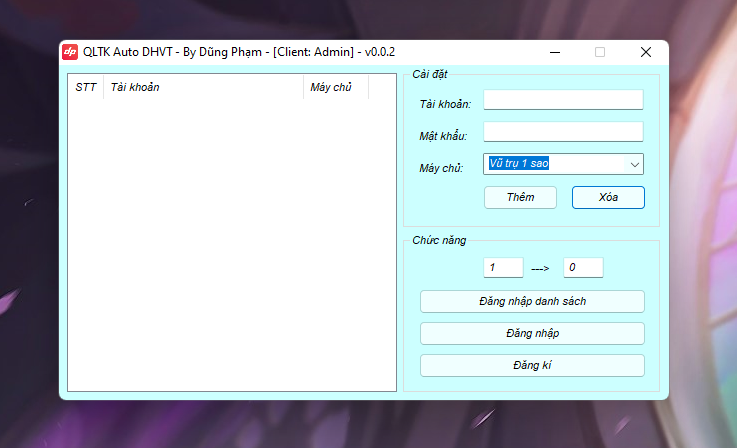 dp QLTK Auto DHVT - By Dũng Phạm - [Client: Admin] - v0.0.2
STT Tài khoản Máy chủ
Cài đặt
Tài khoản:
Mật khẩu:
Máy chủ: Vũ trụ 1 sao
Thêm Xóa
Chức năng
1 ---> 0
Đăng nhập danh sách
Đăng nhập
Đăng kí